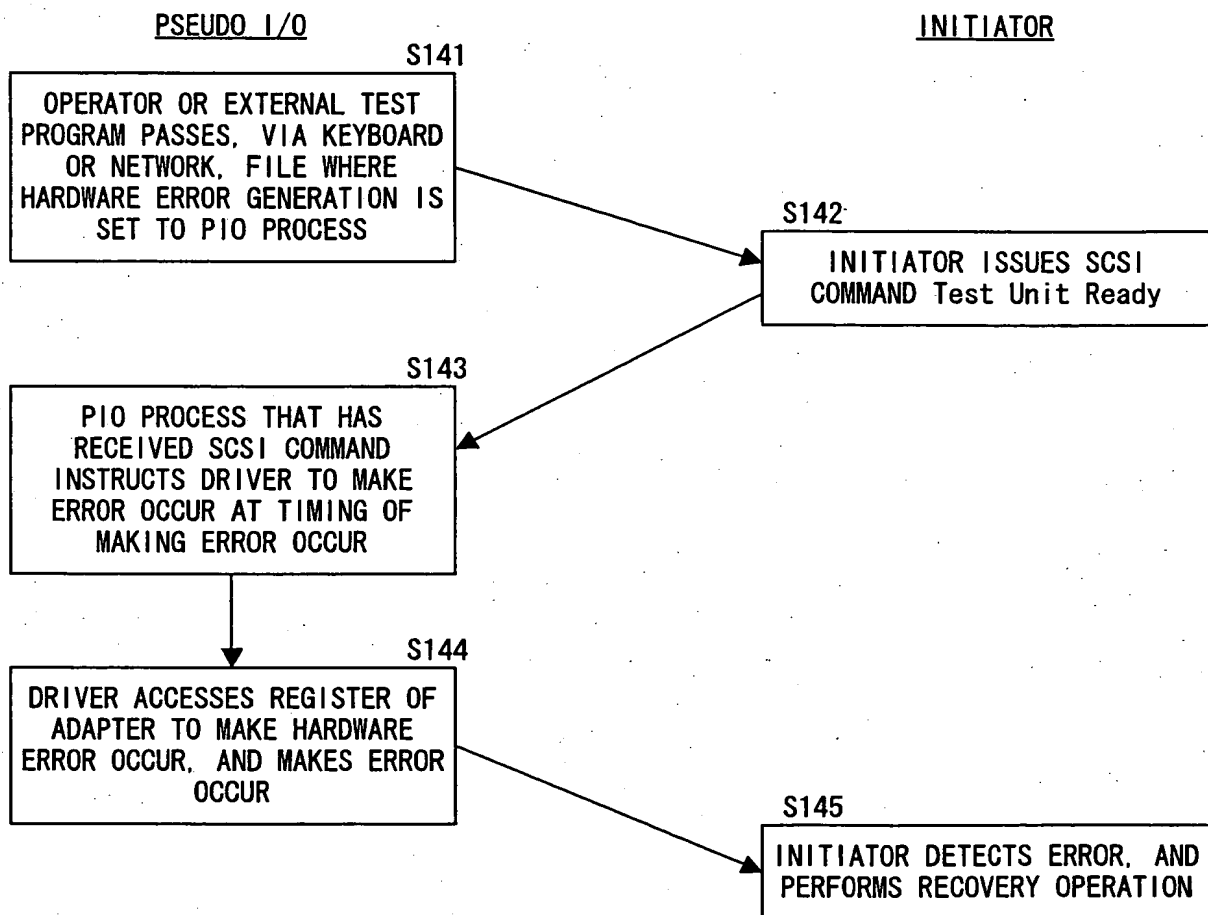 PSEUDO I/O
INITIATOR
S141
OPERATOR OR EXTERNAL TEST
PROGRAM PASSES, VIA KEYBOARD
OR NETWORK, FILE WHERE
HARDWARE ERROR GENERATION IS
SET TO PIO PROCESS
S142
INITIATOR ISSUES SCSI
COMMAND Test Unit Ready
S143
PIO PROCESS THAT HAS
RECEIVED SCSI COMMAND
INSTRUCTS DRIVER TO MAKE
ERROR OCCUR AT TIMING OF
MAKING ERROR OCCUR
S144
DRIVER ACCESSES REGISTER OF
ADAPTER TO MAKE HARDWARE
ERROR OCCUR, AND MAKES ERROR
OCCUR
S145
INITIATOR DETECTS ERROR, AND
PERFORMS RECOVERY OPERATION